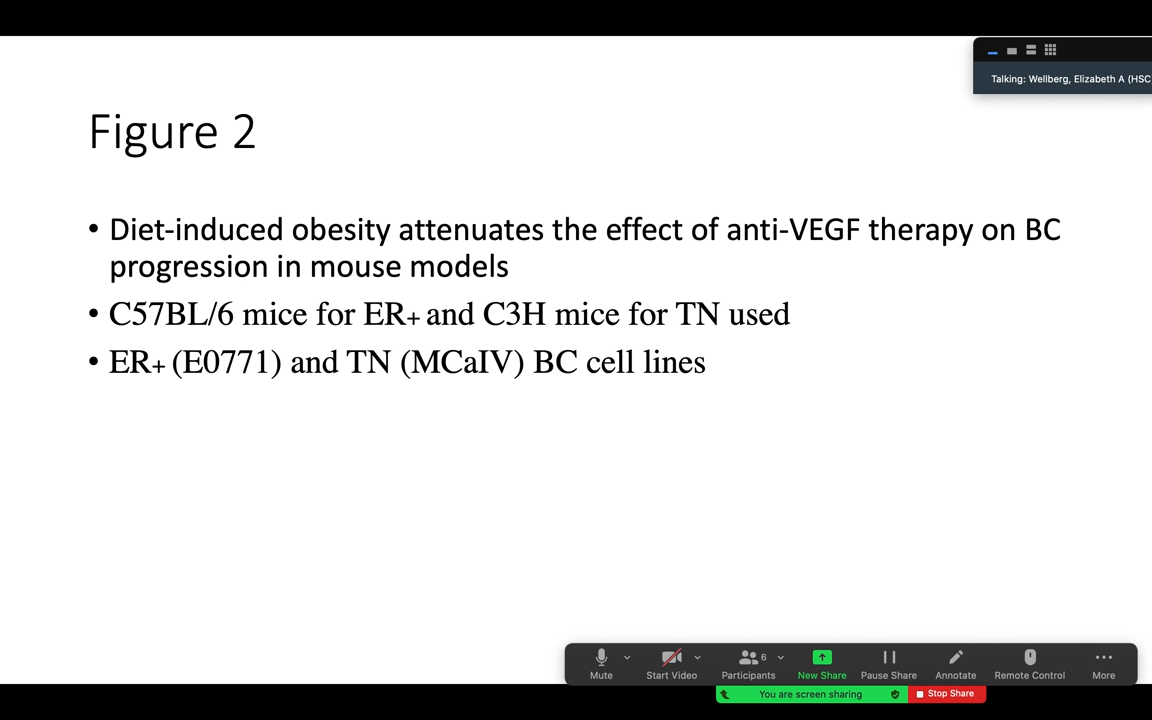 Talking: Wellberg, Elizabeth A (HSC
Figure 2
• Diet-induced obesity attenuates the effect of anti-VEGF therapy on BC
progression in mouse models
• C57BL/6 mice for ER+ and C3H mice for TN used
• ER+ (E0771) and TN (MCaIV) BC cell lines
Mute
Start Video
6
Participants
New Share
Pause Share
Annotate
Remote Control
More
You are screen sharing
Stop Share